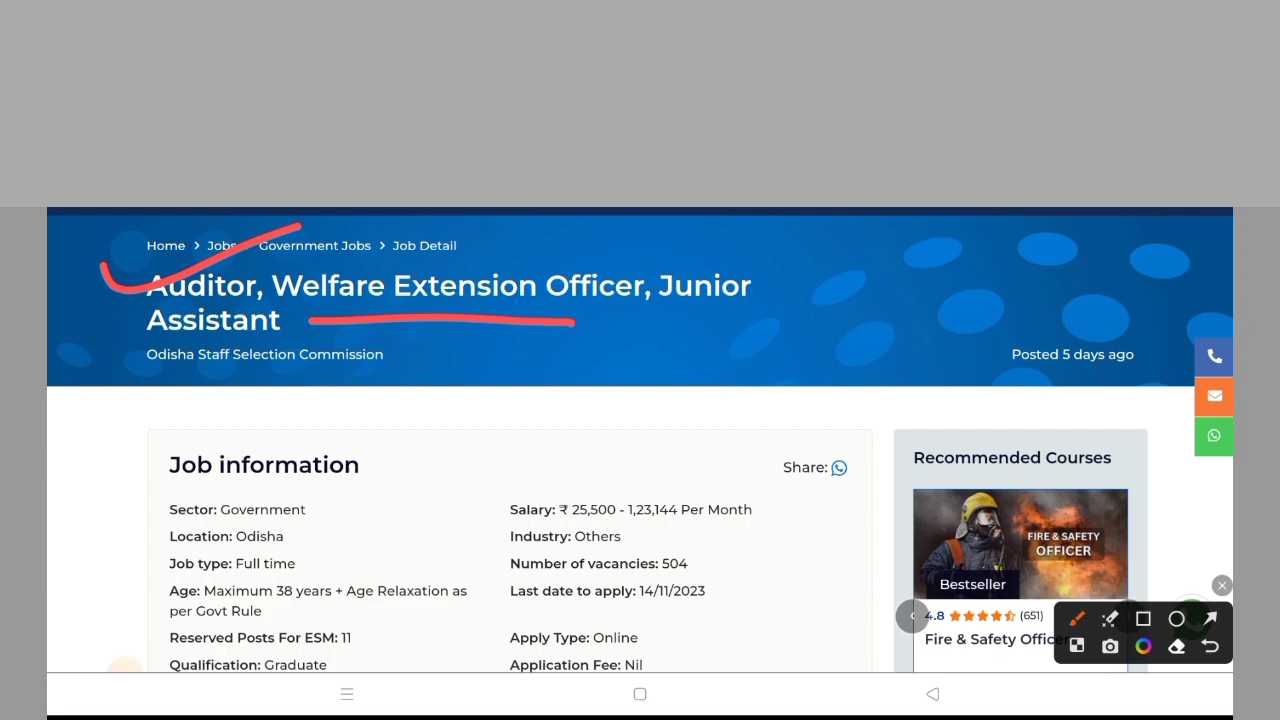 Home > Jobs > Government Jobs > Job Detail
Auditor, Welfare Extension Officer, Junior
Assistant
Odisha Staff Selection Commission
Posted 5 days ago
Job information
Share:
Sector: Government
Salary: ₹ 25,500 - 1,23,144 Per Month
Location: Odisha
Industry: Others
Job type: Full time
Number of vacancies: 504
Age: Maximum 38 years + Age Relaxation as
per Govt Rule
Last date to apply: 14/11/2023
Reserved Posts For ESM: 11
Apply Type: Online
Qualification: Graduate
Application Fee: Nil
Recommended Courses
FIRE & SAFETY
OFFICER
Bestseller
4.8 (651)
Fire & Safety Office